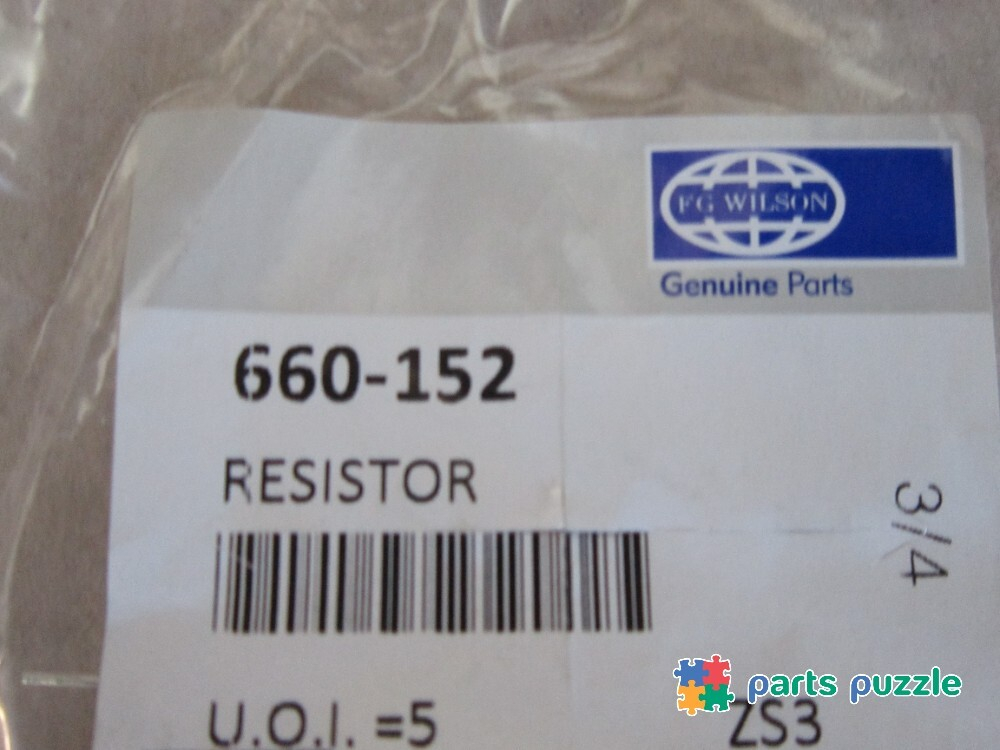 FG WILSON
Genuine Parts
660-152
RESISTOR
3/4
U.O.I. =5
ZS3
parts puzzle